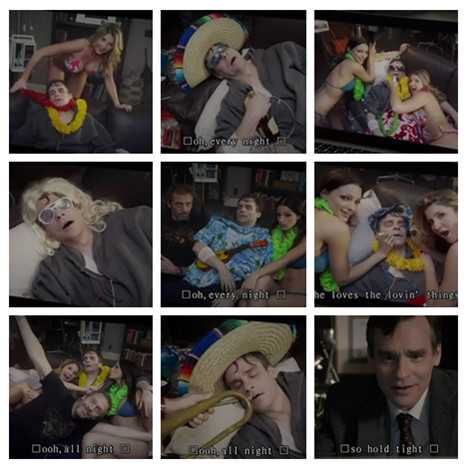 □oh,every night □
□oh,every night □
he loves the lovin' things
□ooh,all night □
□ooh,all night □
□so hold tight □